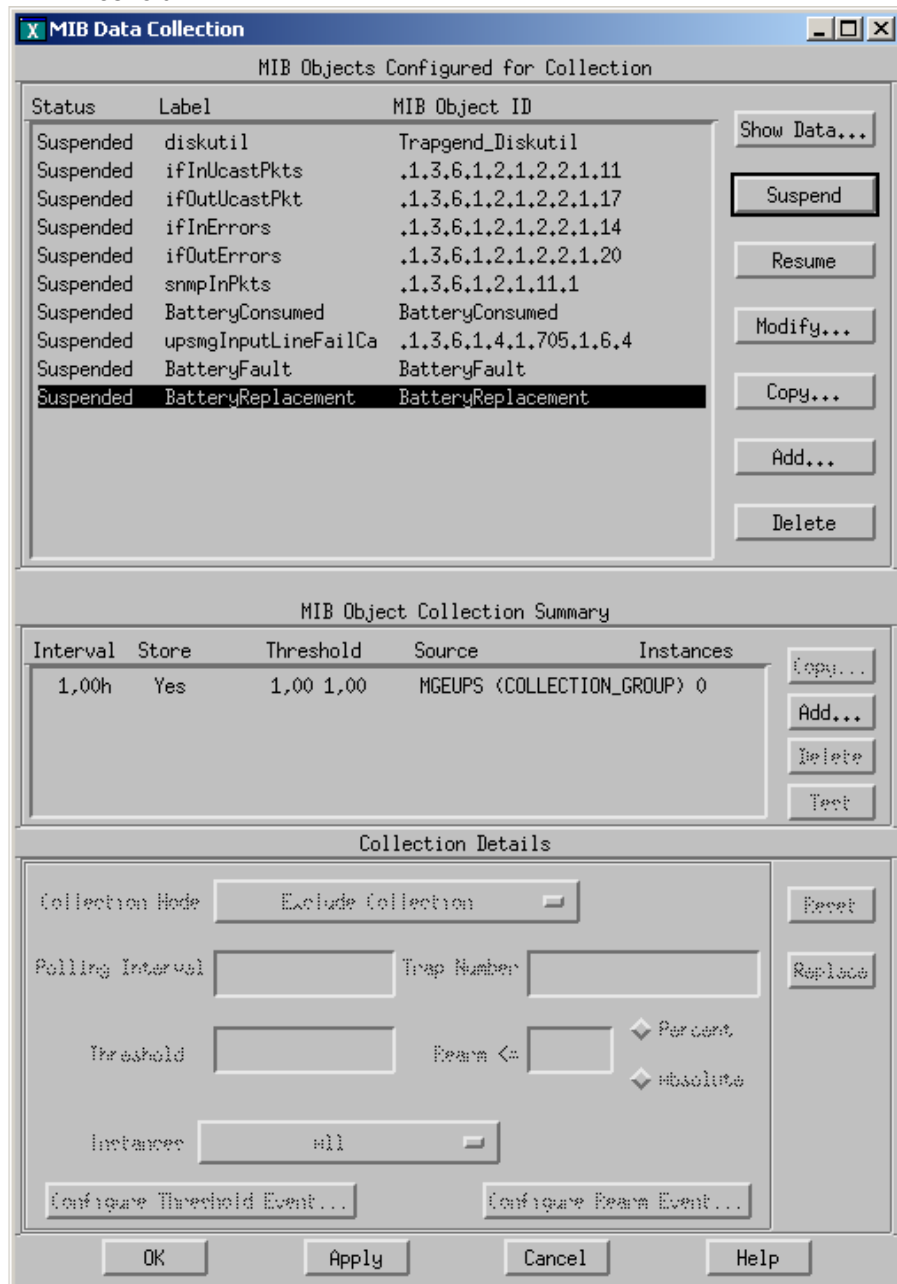 X MIB Data Collection
MIB Objects Configured for Collection
Status Label MIB Object ID
Suspended diskutil Trapgend_Diskutil
Suspended ifInUcastPkts .1.3.6.1.2.1.2.2.1.11
Suspended ifOutUcastPkt .1.3.6.1.2.1.2.2.1.17
Suspended ifInErrors .1.3.6.1.2.1.2.2.1.14
Suspended ifOutErrors .1.3.6.1.2.1.2.2.1.20
Suspended snmpInPkts .1.3.6.1.2.1.11.1
Suspended BatteryConsumed BatteryConsumed
Suspended upsmgInputLineFailCa .1.3.6.1.4.1.705.1.6.4
Suspended BatteryFault BatteryFault
Suspended BatteryReplacement BatteryReplacement
Show Data...
Suspend
Resume
Modify...
Copy...
Add...
Delete
MIB Object Collection Summary
Interval Store Threshold Source Instances
1,00h Yes 1,00 1,00 MGEUPS (COLLECTION_GROUP) 0
Copy...
Add...
Delete
Test
Collection Details
Collection Mode Exclude Collection
Reset
Polling Interval Trap Number
Replace
Threshold Rearm <= Percent
Absolute
Instances All
Configure Threshold Event... Configure Rearm Event...
OK Apply Cancel Help